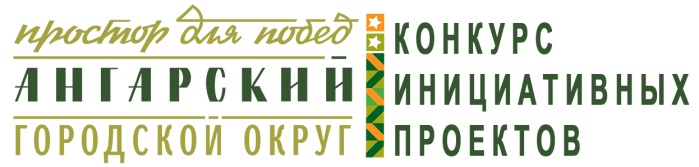 простор для побед
АНГАРСКИЙ
ГОРОДСКОЙ ОКРУГ
КОНКУРС
ИНИЦИАТИВНЫХ
ПРОЕКТОВ